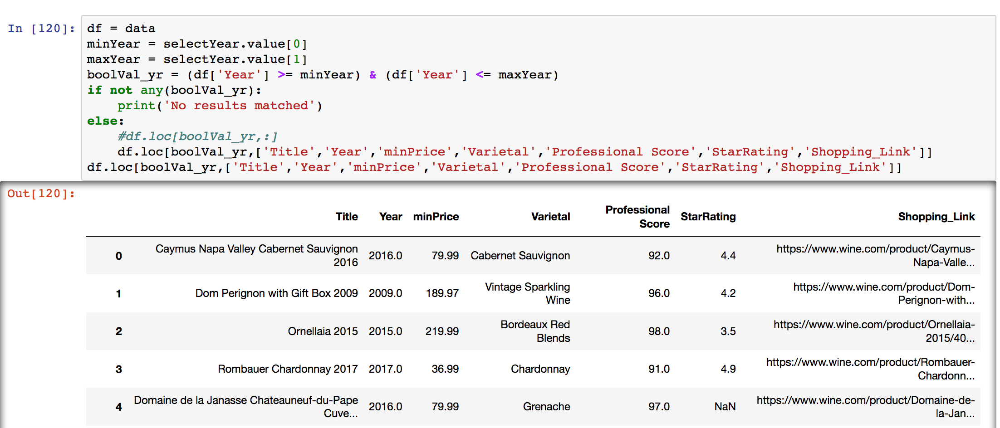 In [120]: df = data
minYear = selectYear.value[0]
maxYear = selectYear.value[1]
boolVal_yr = (df['Year'] >= minYear) & (df['Year'] <= maxYear)
if not any(boolVal_yr):
    print('No results matched')
else:
    #df.loc[boolVal_yr,:]
    df.loc[boolVal_yr,['Title','Year','minPrice','Varietal','Professional Score','StarRating','Shopping_Link']]
df.loc[boolVal_yr,['Title','Year','minPrice','Varietal','Professional Score','StarRating','Shopping_Link']]
Out[120]:
Title Year minPrice Varietal Professional Score StarRating Shopping_Link
0 Caymus Napa Valley Cabernet Sauvignon 2016 2016.0 79.99 Cabernet Sauvignon 92.0 4.4 https://www.wine.com/product/Caymus-Napa-Valle...
1 Dom Perignon with Gift Box 2009 2009.0 189.97 Vintage Sparkling Wine 96.0 4.2 https://www.wine.com/product/Dom-Perignon-with...
2 Ornellaia 2015 2015.0 219.99 Bordeaux Red Blends 98.0 3.5 https://www.wine.com/product/Ornellaia-2015/40...
3 Rombauer Chardonnay 2017 2017.0 36.99 Chardonnay 91.0 4.9 https://www.wine.com/product/Rombauer-Chardonn...
4 Domaine de la Janasse Chateauneuf-du-Pape Cuve... 2016.0 79.99 Grenache 97.0 NaN https://www.wine.com/product/Domaine-de-la-Jan...